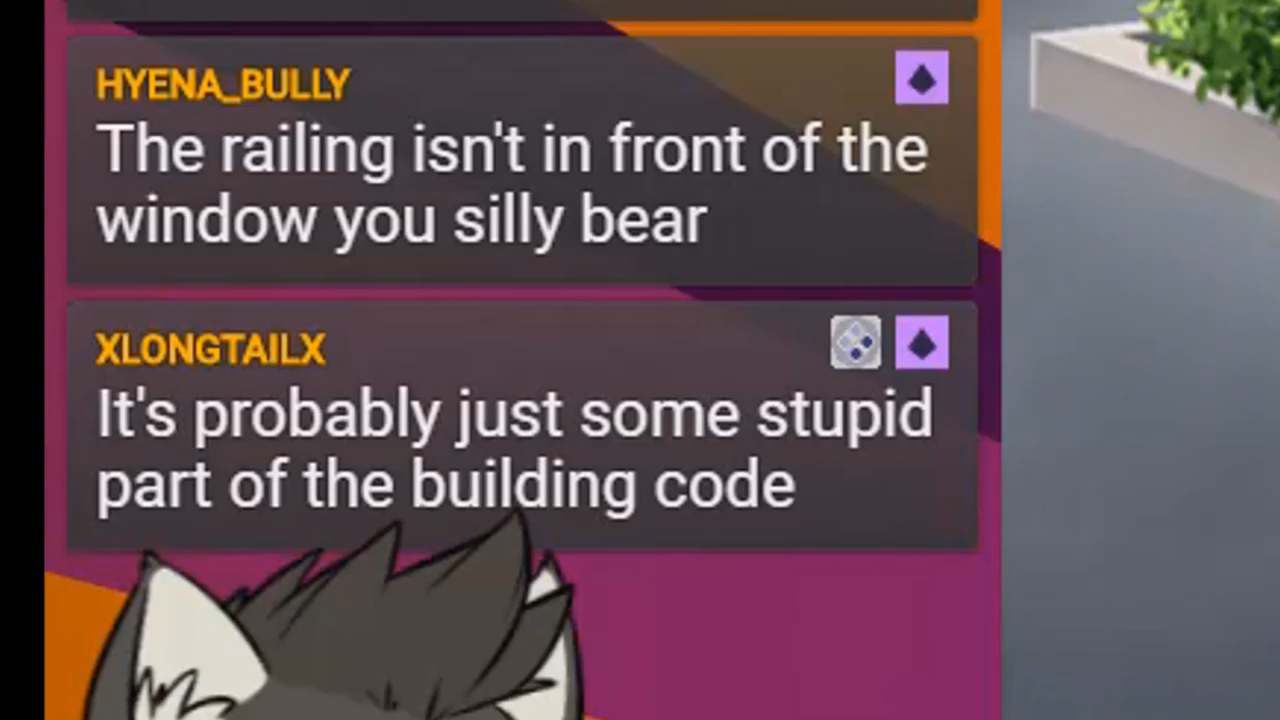 HYENA_BULLY
The railing isn't in front of the
window you silly bear
XLONGTAILX
It's probably just some stupid
part of the building code